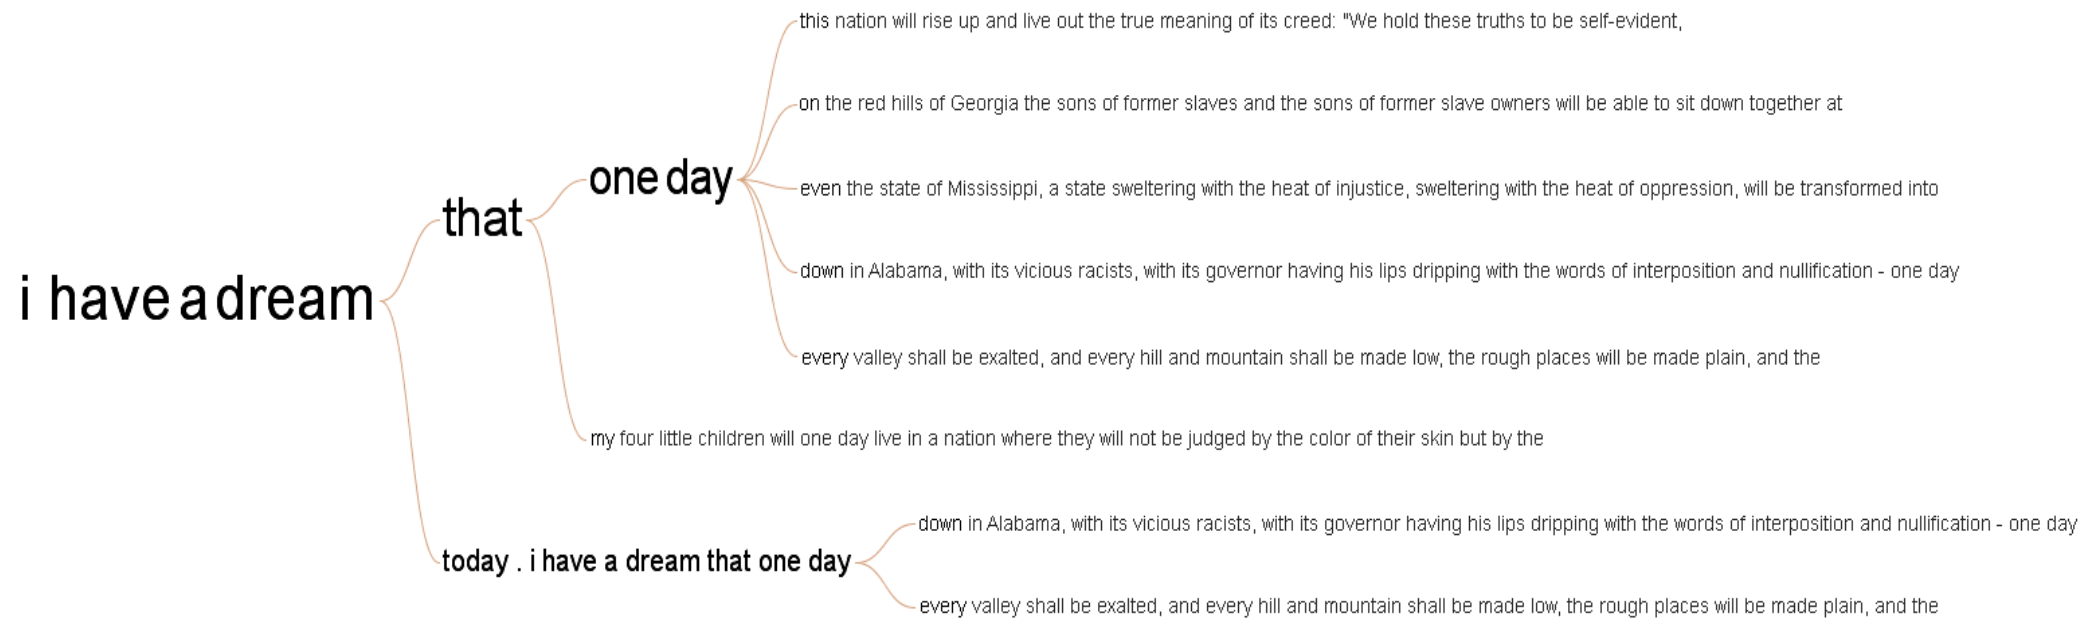 i have a dream
that
one day
this nation will rise up and live out the true meaning of its creed: "We hold these truths to be self-evident,
on the red hills of Georgia the sons of former slaves and the sons of former slave owners will be able to sit down together at
even the state of Mississippi, a state sweltering with the heat of injustice, sweltering with the heat of oppression, will be transformed into
down in Alabama, with its vicious racists, with its governor having his lips dripping with the words of interposition and nullification - one day
every valley shall be exalted, and every hill and mountain shall be made low, the rough places will be made plain, and the
my four little children will one day live in a nation where they will not be judged by the color of their skin but by the
today . i have a dream that one day
down in Alabama, with its vicious racists, with its governor having his lips dripping with the words of interposition and nullification - one day
every valley shall be exalted, and every hill and mountain shall be made low, the rough places will be made plain, and the